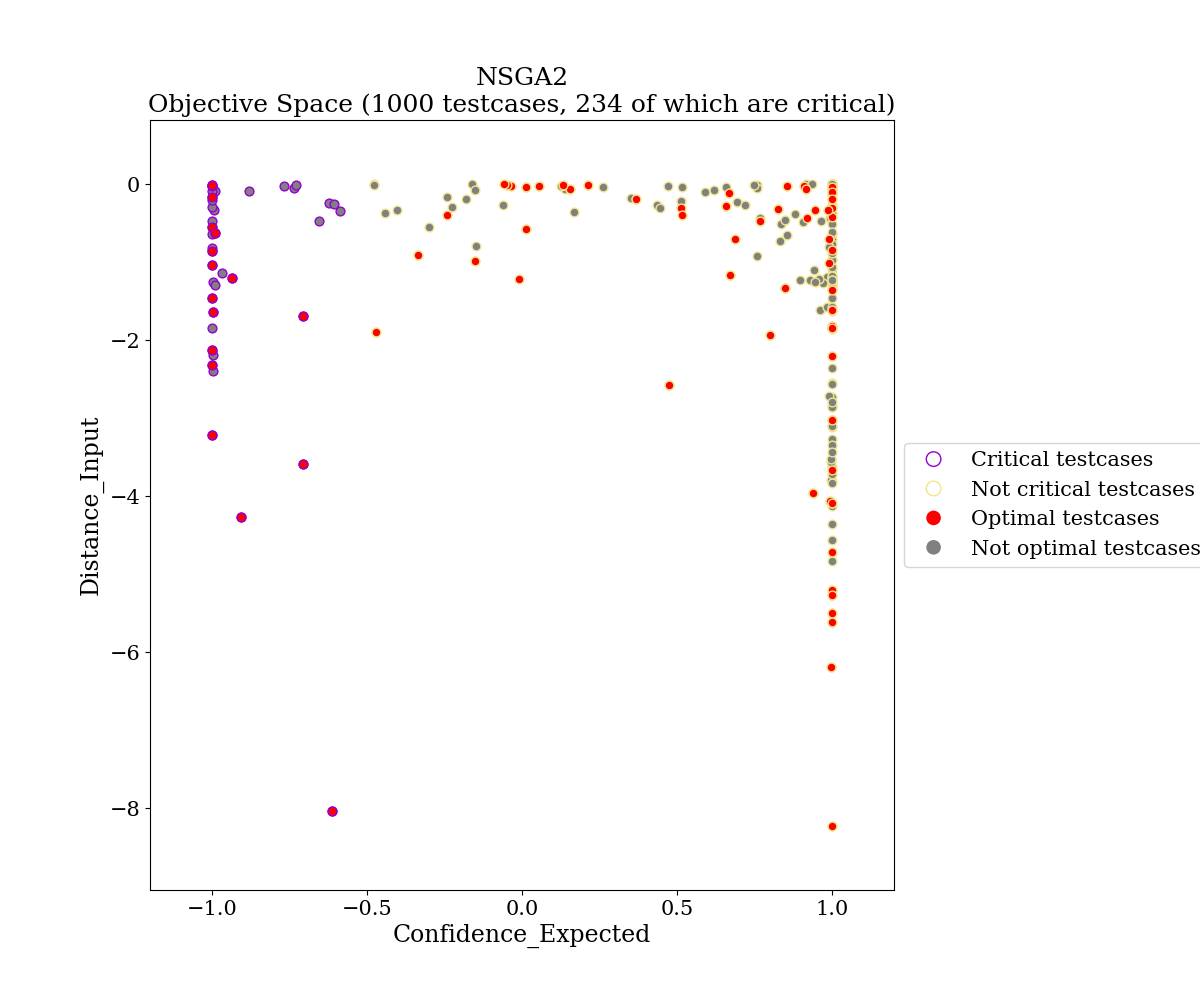 NSGA2
Objective Space (1000 testcases, 234 of which are critical)
0
−2
−4
−6
−8
Distance_Input
−1.0
−0.5
0.0
0.5
1.0
Confidence_Expected
Critical testcases
Not critical testcases
Optimal testcases
Not optimal testcases